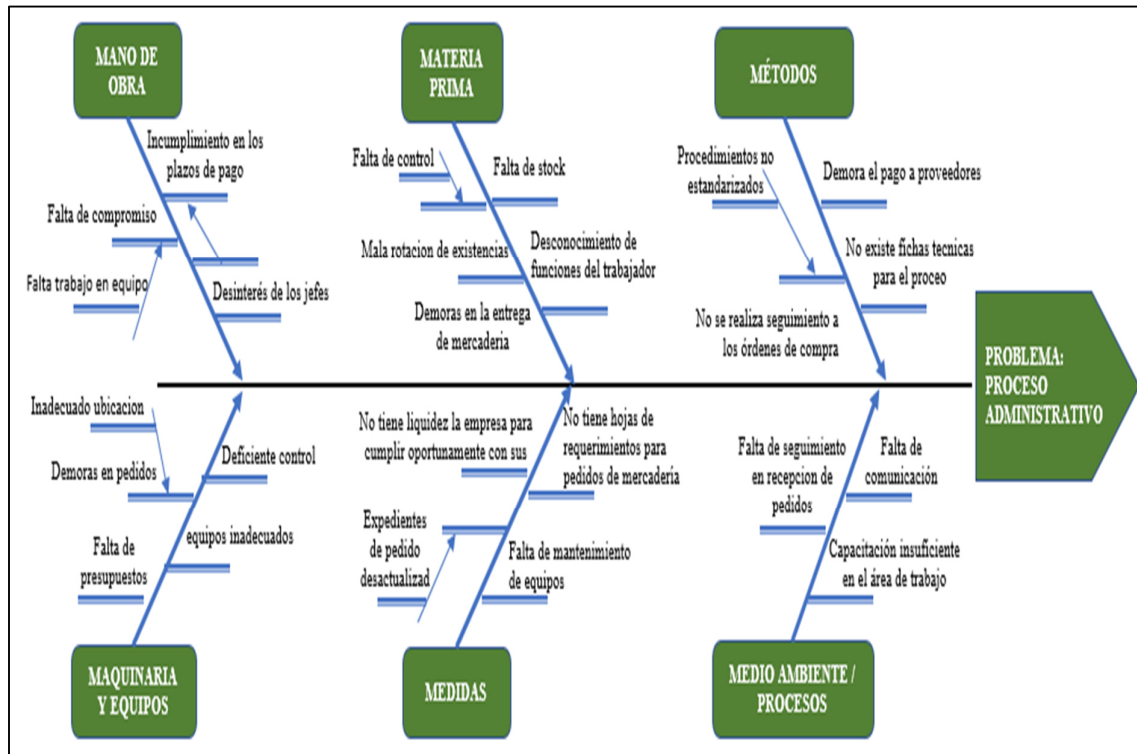 MANO DE
OBRA
Incumplimiento en los
plazos de pago
Falta de compromiso
Falta trabajo en equipo
Desinterés de los jefes
MATERIA
PRIMA
Falta de control
Falta de stock
Mala rotacion de existencias
Desconocimiento de
funciones del trabajador
Demoras en la entrega
de mercaderia
MÉTODOS
Procedimientos no
estandarizados
Demora el pago a proveedores
No existe fichas tecnicas
para el proceo
No se realiza seguimiento a
los órdenes de compra
PROBLEMA:
PROCESO
ADMINISTRATIVO
Inadecuado ubicacion
Demoras en pedidos
Deficiente control
Falta de
presupuestos
equipos inadecuados
MAQUINARIA
Y EQUIPOS
No tiene liquidez la empresa para
cumplir oportunamente con sus
No tiene hojas de
requerimientos para
pedidos de mercadería
Expedientes
de pedido
desactualizad
Falta de mantenimiento
de equipos
MEDIDAS
Falta de seguimiento
en recepcion de
pedidos
Falta de
comunicación
Capacitación insuficiente
en el área de trabajo
MEDIO AMBIENTE /
PROCESOS